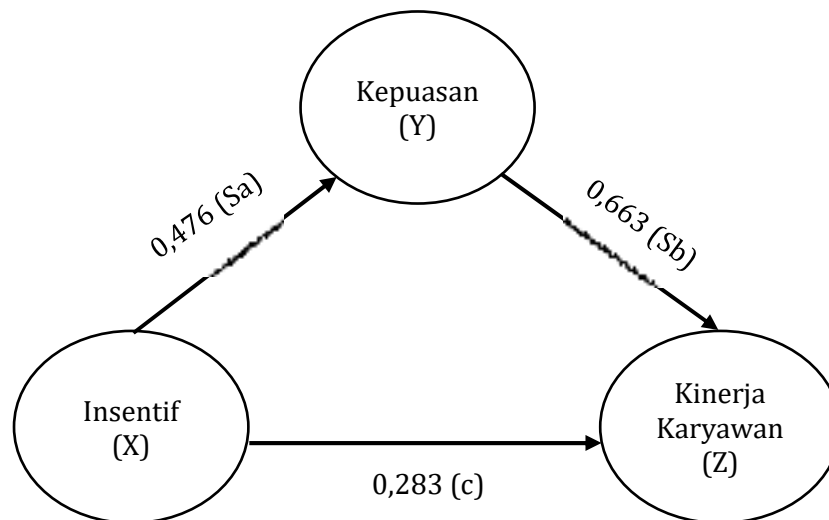 Kepuasan
(Y)
0,476 (Sa)
0,663 (Sb)
Insentif
(X)
Kinerja
Karyawan
(Z)
0,283 (c)